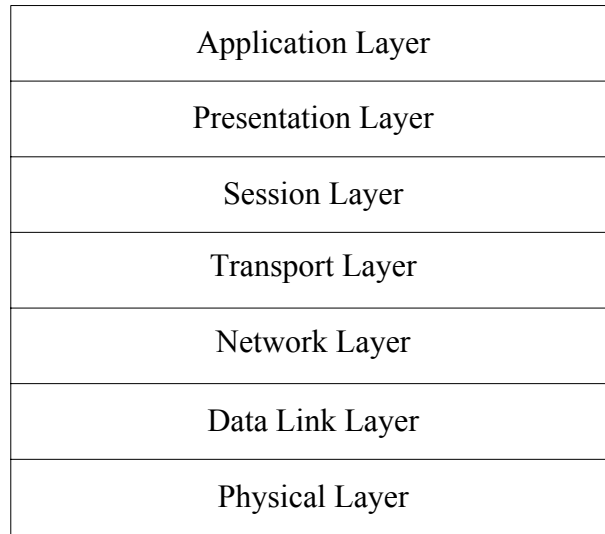 Application Layer
Presentation Layer
Session Layer
Transport Layer
Network Layer
Data Link Layer
Physical Layer